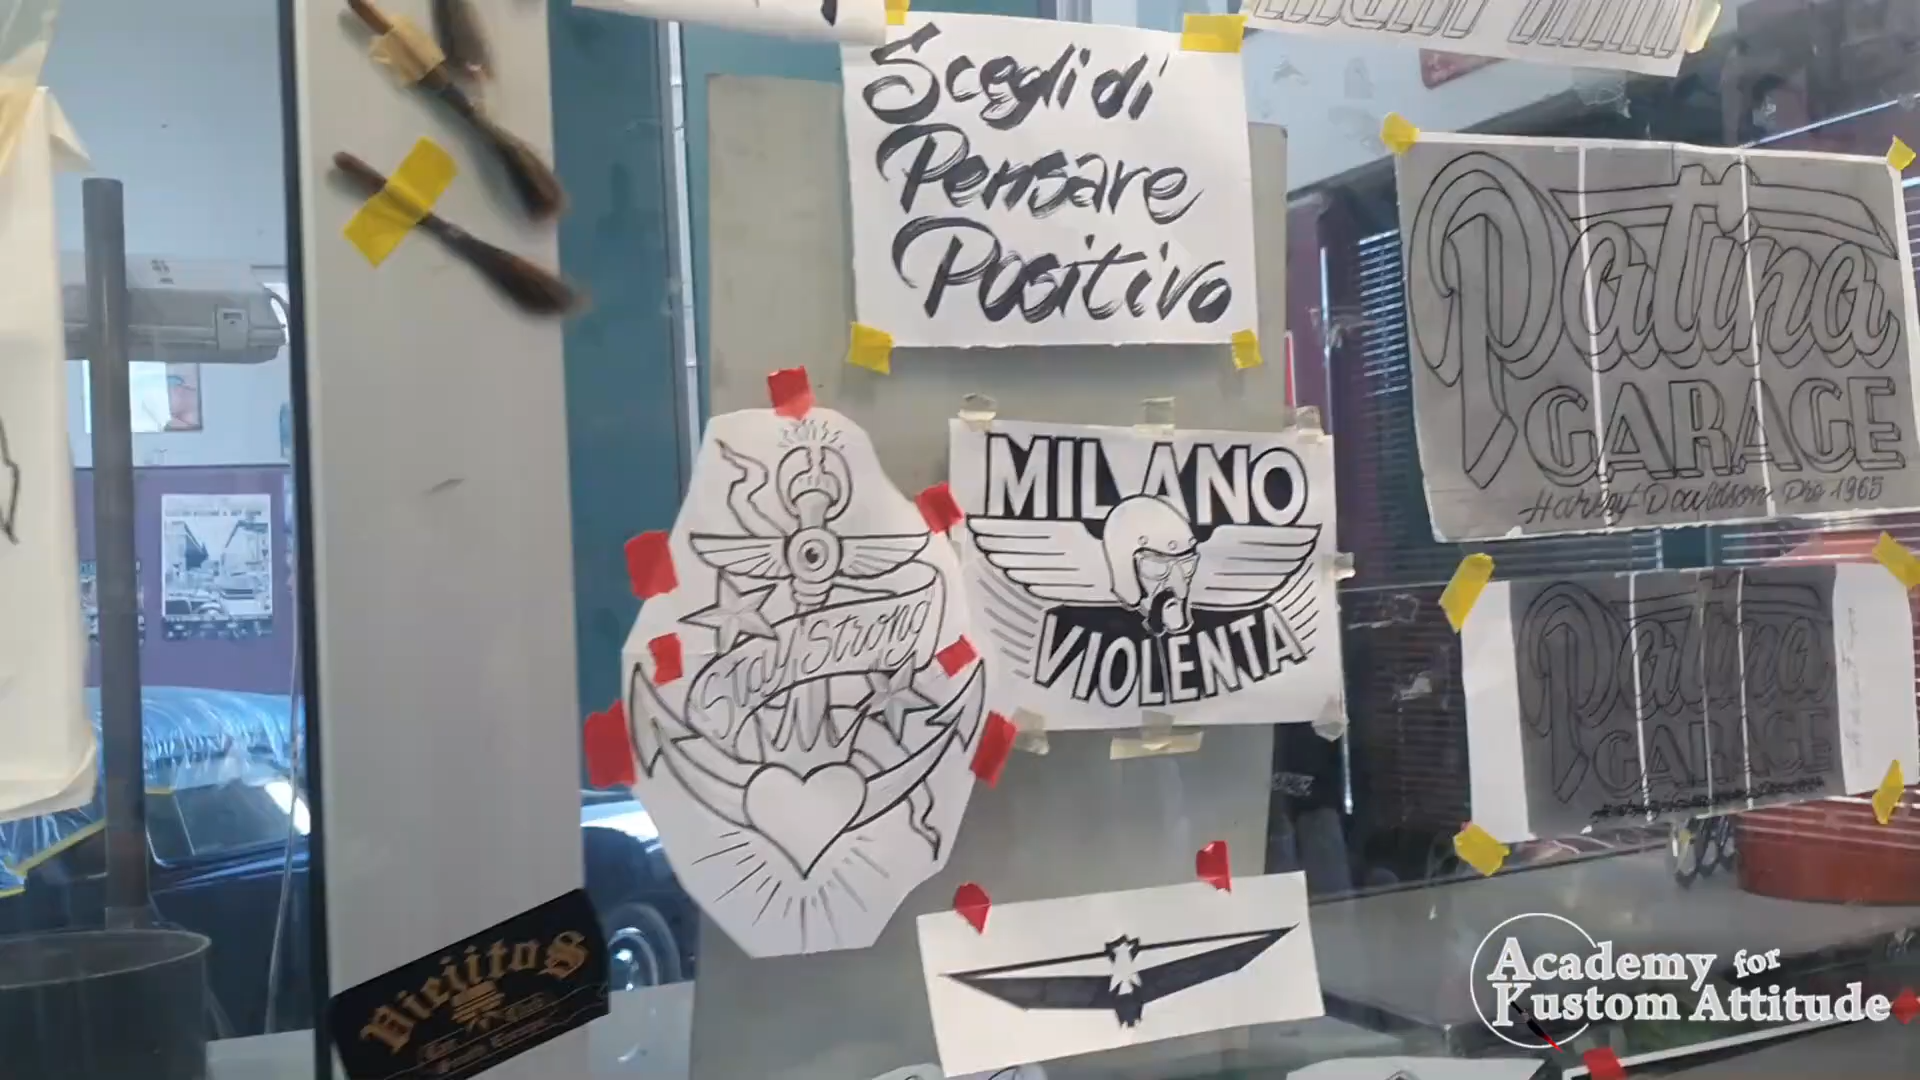 Scegli di
Pensare
Positivo
Patina
GARAGE
Harley Davidson Pre 1965
MILANO
VIOLENTA
Stay Strong
Patina
GARAGE
Viejitos
Academy for
Kustom Attitude